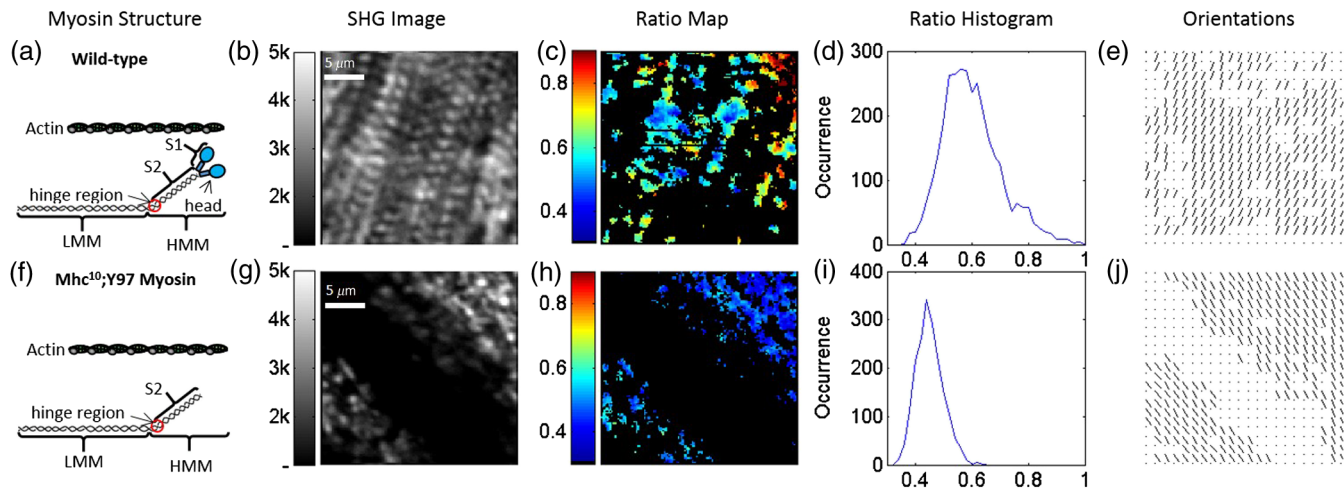 Myosin Structure SHG Image Ratio Map Ratio Histogram Orientations
(a) Wild-type
Actin
S1
S2
hinge region
head
LMM HMM
(b) 5k
4k
3k
2k
-
5 μm
(c)
0.8
0.6
0.4
(d) 300
200
100
0
Occurrence
0.4 0.6 0.8 1
(e)
(f) Mhc¹⁰;Y97 Myosin
Actin
S2
hinge region
LMM HMM
(g) 5k
4k
3k
2k
-
5 μm
(h)
0.8
0.6
0.4
(i) 400
300
200
100
0
Occurrence
0.4 0.6 0.8 1
(j)